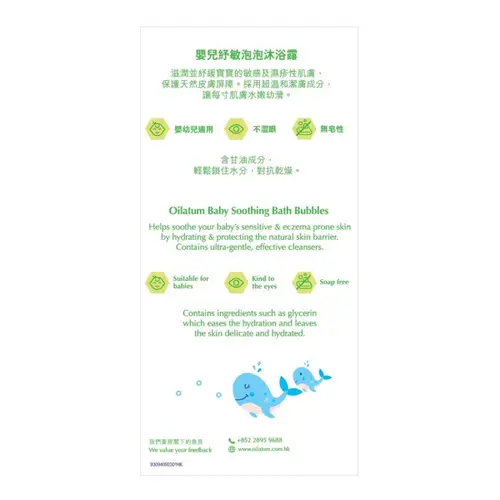 嬰兒紓敏泡泡沐浴露
滋潤並紓緩寶寶的敏感及濕疹性肌膚，
保護天然皮膚屏障。採用超溫和潔膚成分，
讓每寸肌膚水嫩幼滑。
嬰幼兒適用
不澀眼
無皂性
含甘油成分，
輕鬆鎖住水分，對抗乾燥。
Oilatum Baby Soothing Bath Bubbles
Helps soothe your baby's sensitive & eczema prone skin
by hydrating & protecting the natural skin barrier.
Contains ultra-gentle, effective cleansers.
Suitable for
babies
Kind to
the eyes
Soap free
Contains ingredients such as glycerin
which eases the hydration and leaves
the skin delicate and hydrated.
我們重視閣下的意見
We value your feedback
+852 2895 9688
www.oilatum.com.hk